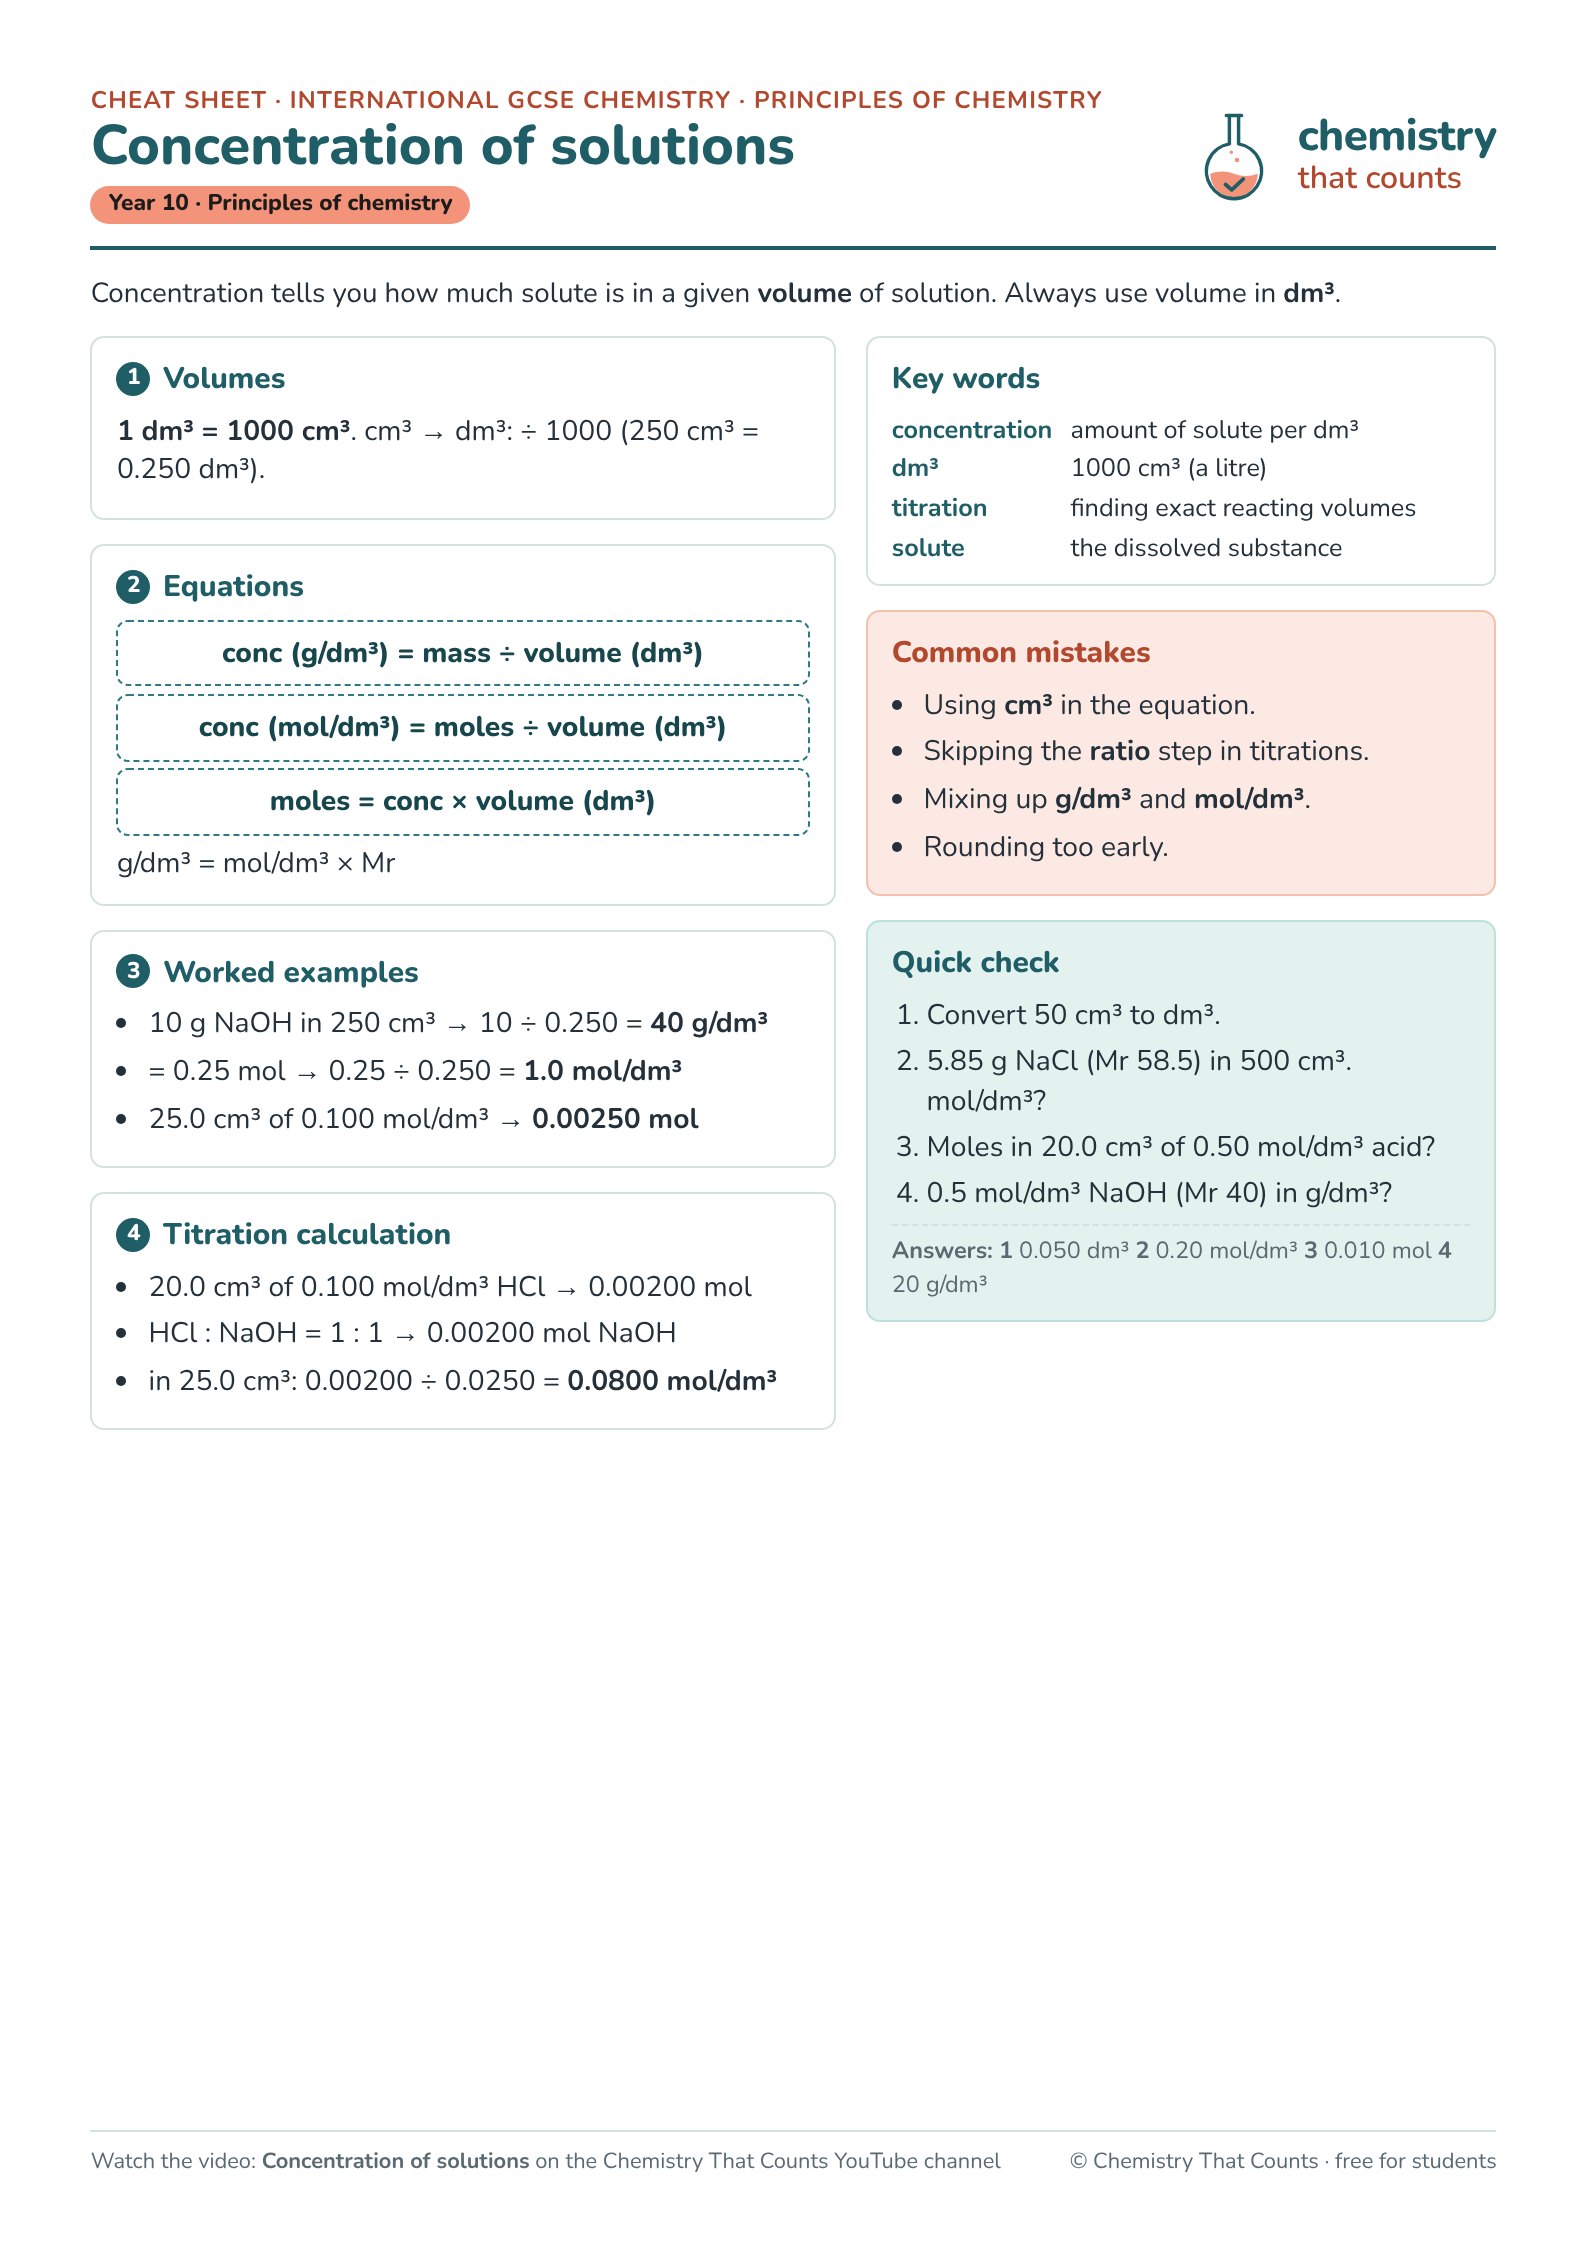 CHEAT SHEET · INTERNATIONAL GCSE CHEMISTRY · PRINCIPLES OF CHEMISTRY
Concentration of solutions
Year 10 · Principles of chemistry
chemistry
that counts
Concentration tells you how much solute is in a given volume of solution. Always use volume in dm³.
1 Volumes
1 dm³ = 1000 cm³. cm³ → dm³: ÷ 1000 (250 cm³ =
0.250 dm³).
2 Equations
conc (g/dm³) = mass ÷ volume (dm³)
conc (mol/dm³) = moles ÷ volume (dm³)
moles = conc × volume (dm³)
g/dm³ = mol/dm³ × Mr
3 Worked examples
• 10 g NaOH in 250 cm³ → 10 ÷ 0.250 = 40 g/dm³
• = 0.25 mol → 0.25 ÷ 0.250 = 1.0 mol/dm³
• 25.0 cm³ of 0.100 mol/dm³ → 0.00250 mol
4 Titration calculation
• 20.0 cm³ of 0.100 mol/dm³ HCl → 0.00200 mol
• HCl : NaOH = 1 : 1 → 0.00200 mol NaOH
• in 25.0 cm³: 0.00200 ÷ 0.0250 = 0.0800 mol/dm³
Key words
concentration amount of solute per dm³
dm³ 1000 cm³ (a litre)
titration finding exact reacting volumes
solute the dissolved substance
Common mistakes
• Using cm³ in the equation.
• Skipping the ratio step in titrations.
• Mixing up g/dm³ and mol/dm³.
• Rounding too early.
Quick check
1. Convert 50 cm³ to dm³.
2. 5.85 g NaCl (Mr 58.5) in 500 cm³.
mol/dm³?
3. Moles in 20.0 cm³ of 0.50 mol/dm³ acid?
4. 0.5 mol/dm³ NaOH (Mr 40) in g/dm³?
Answers: 1 0.050 dm³ 2 0.20 mol/dm³ 3 0.010 mol 4
20 g/dm³
Watch the video: Concentration of solutions on the Chemistry That Counts YouTube channel
© Chemistry That Counts · free for students